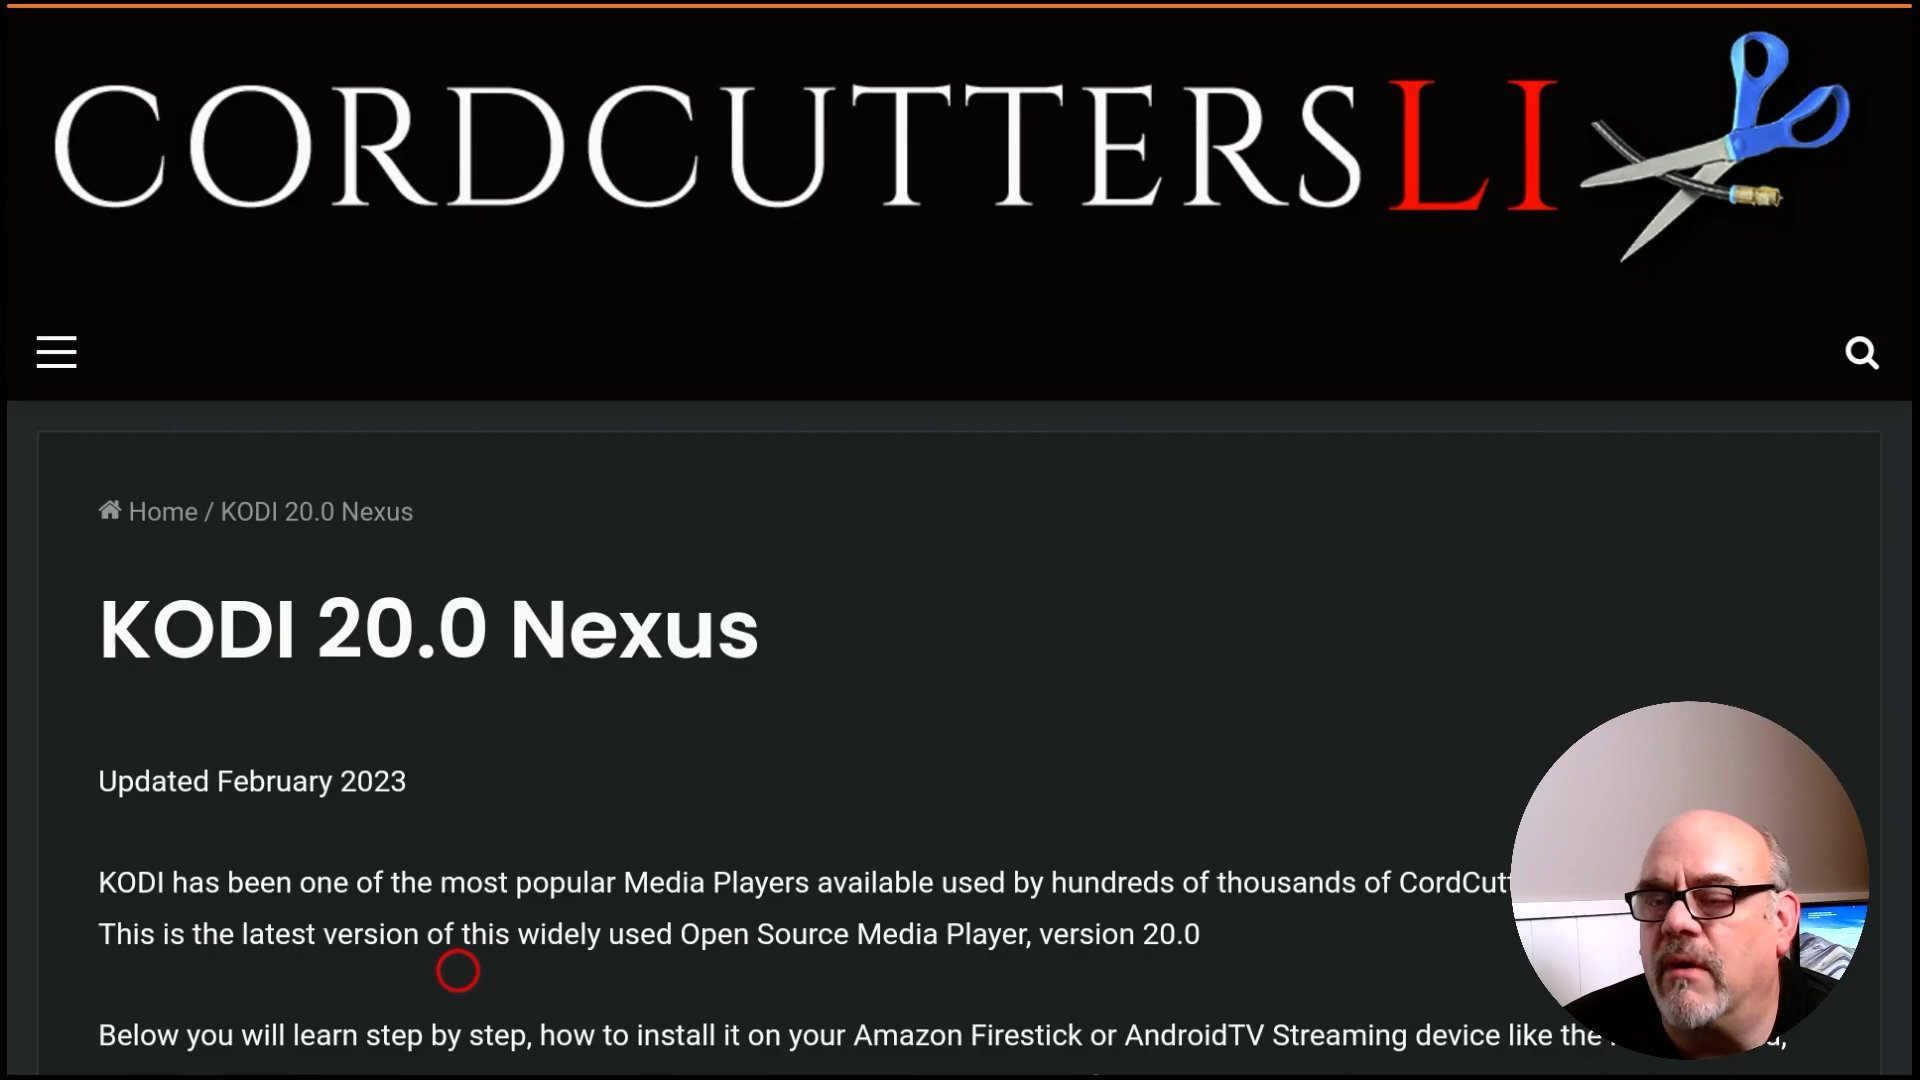 CORDCUTTERSLI
Home / KODI 20.0 Nexus
KODI 20.0 Nexus
Updated February 2023
KODI has been one of the most popular Media Players available used by hundreds of thousands of
This is the latest version of this widely used Open Source Media Player, version 20.0
Below you will learn step by step, how to install it on your Amazon Firestick or AndroidTV Streaming device like the